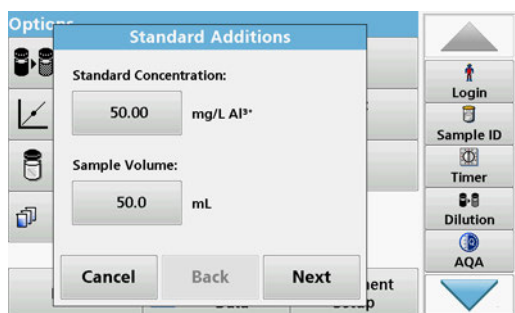 Options
Standard Additions
Standard Concentration:
50.00 mg/L Al³⁺
Sample Volume:
50.0 mL
Cancel Back Next
Login
Sample ID
Timer
Dilution
AQA